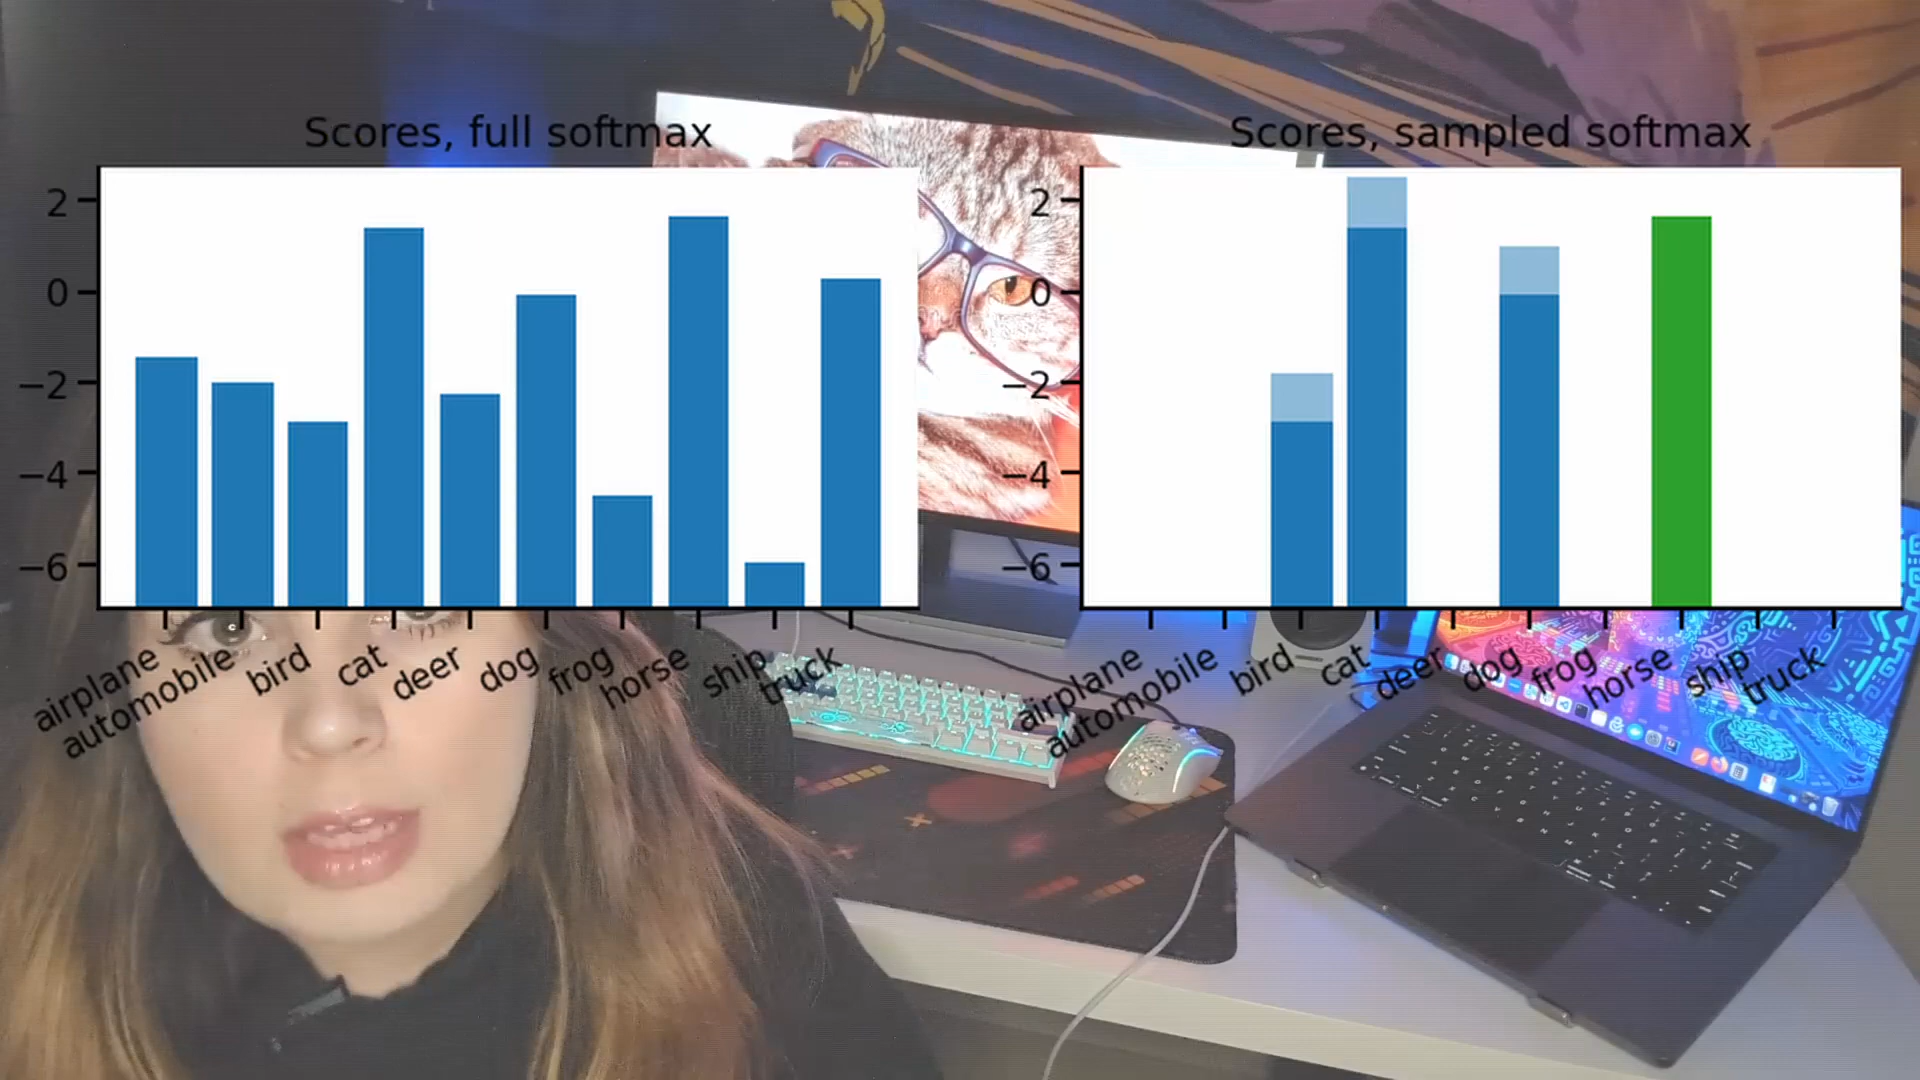 Scores, full softmax
2
0
−2
−4
−6
airplane
automobile
bird
cat
deer
dog
frog
horse
ship
truck
Scores, sampled softmax
2
0
−2
−4
−6
airplane
automobile
bird
cat
deer
dog
frog
horse
ship
truck